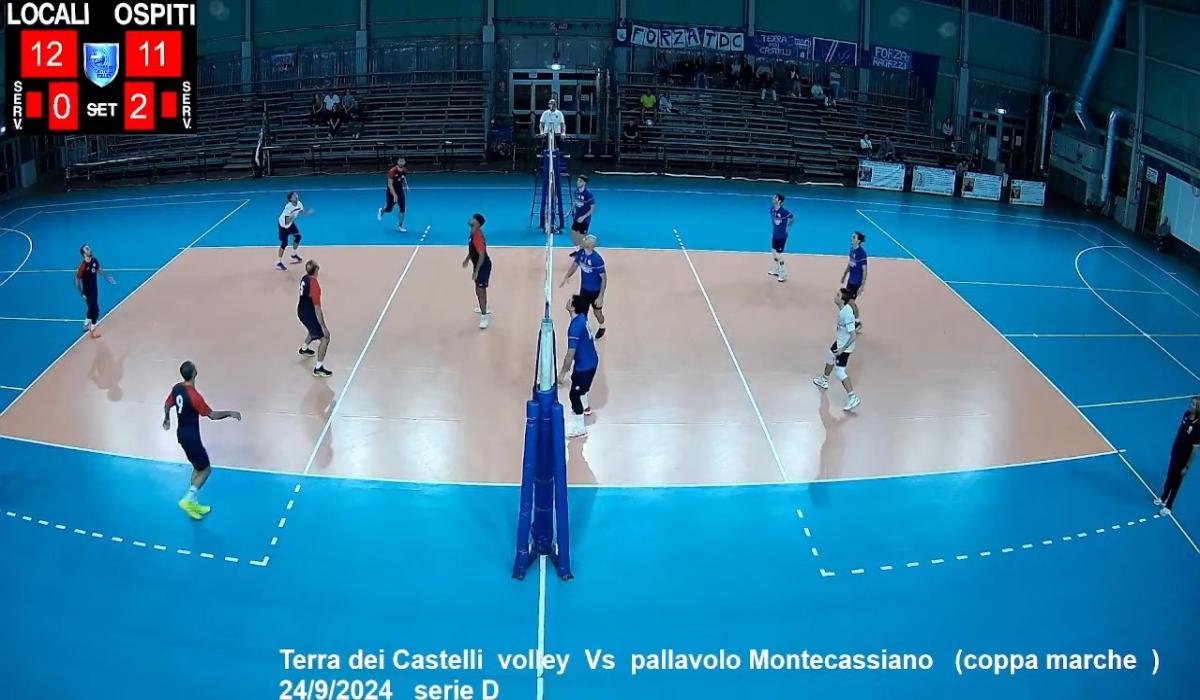 LOCALI OSPITI
12 11
SERV. 0 SET 2 SERV.
FORZA TDC
TERRA
CASTELLI
FORZA
RAGAZZI
9
Terra dei Castelli volley Vs pallavolo Montecassiano (coppa marche )
24/9/2024 serie D